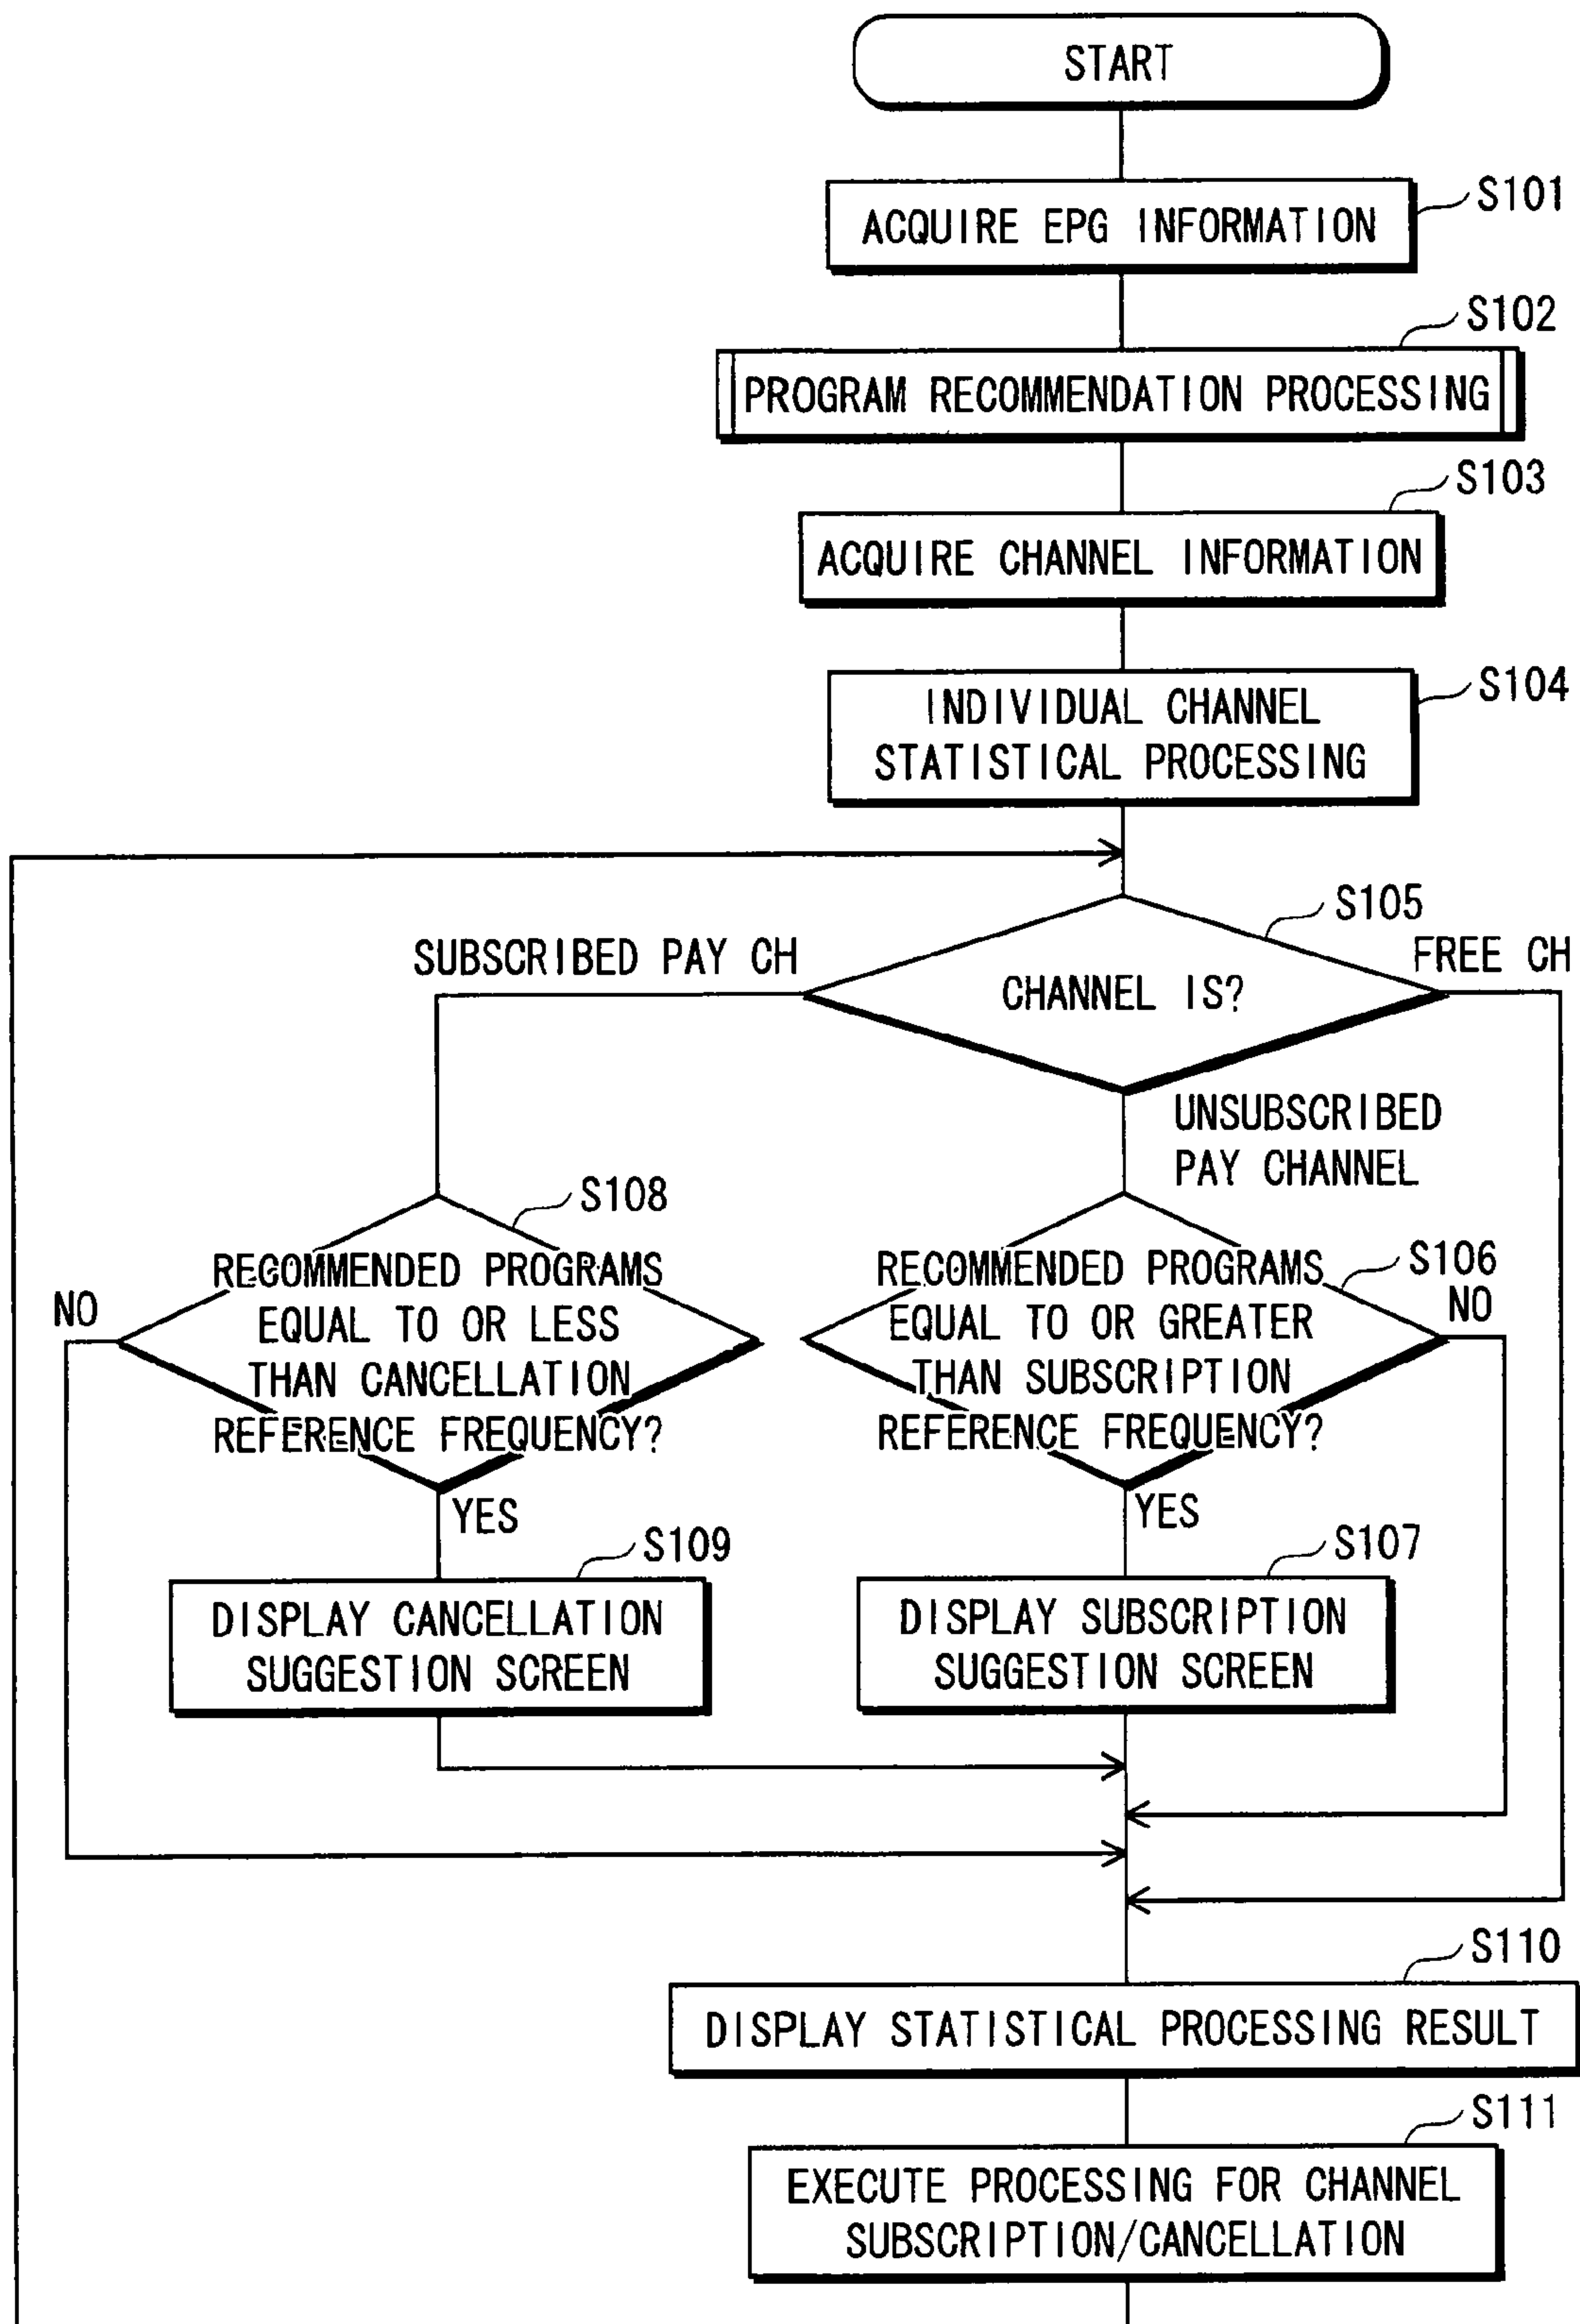 START
S101
ACQUIRE EPG INFORMATION
S102
PROGRAM RECOMMENDATION PROCESSING
S103
ACQUIRE CHANNEL INFORMATION
S104
INDIVIDUAL CHANNEL
STATISTICAL PROCESSING
S105
SUBSCRIBED PAY CH
FREE CH
CHANNEL IS?
UNSUBSCRIBED
PAY CHANNEL
S108
RECOMMENDED PROGRAMS
EQUAL TO OR LESS
THAN CANCELLATION
REFERENCE FREQUENCY?
NO
YES
S106
RECOMMENDED PROGRAMS
EQUAL TO OR GREATER
THAN SUBSCRIPTION
REFERENCE FREQUENCY?
NO
YES
S109
DISPLAY CANCELLATION
SUGGESTION SCREEN
S107
DISPLAY SUBSCRIPTION
SUGGESTION SCREEN
S110
DISPLAY STATISTICAL PROCESSING RESULT
S111
EXECUTE PROCESSING FOR CHANNEL
SUBSCRIPTION/CANCELLATION